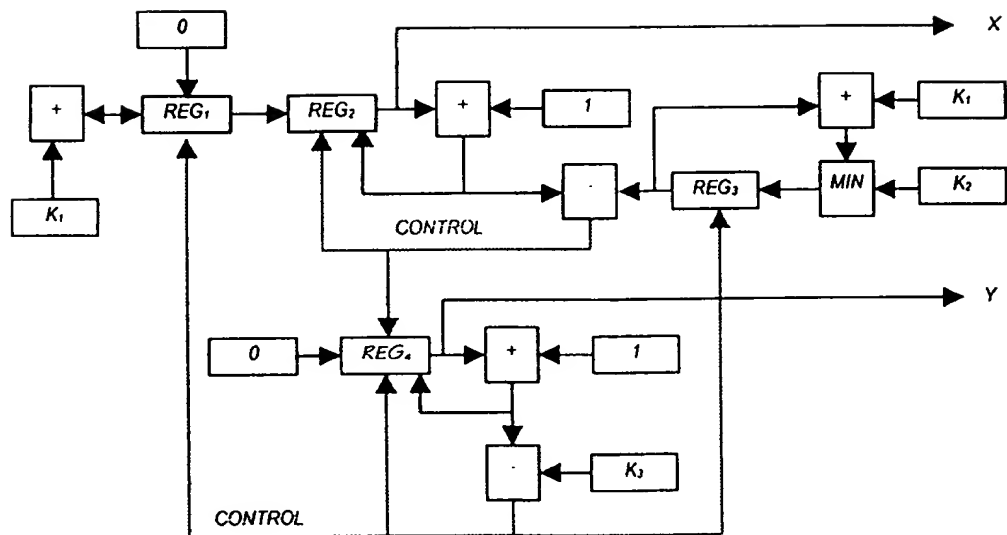 0
X
+
REG₁
REG₂
+
1
+
K₁
K₁
-
REG₃
MIN
K₂
CONTROL
Y
0
REG₄
+
1
-
K₃
CONTROL